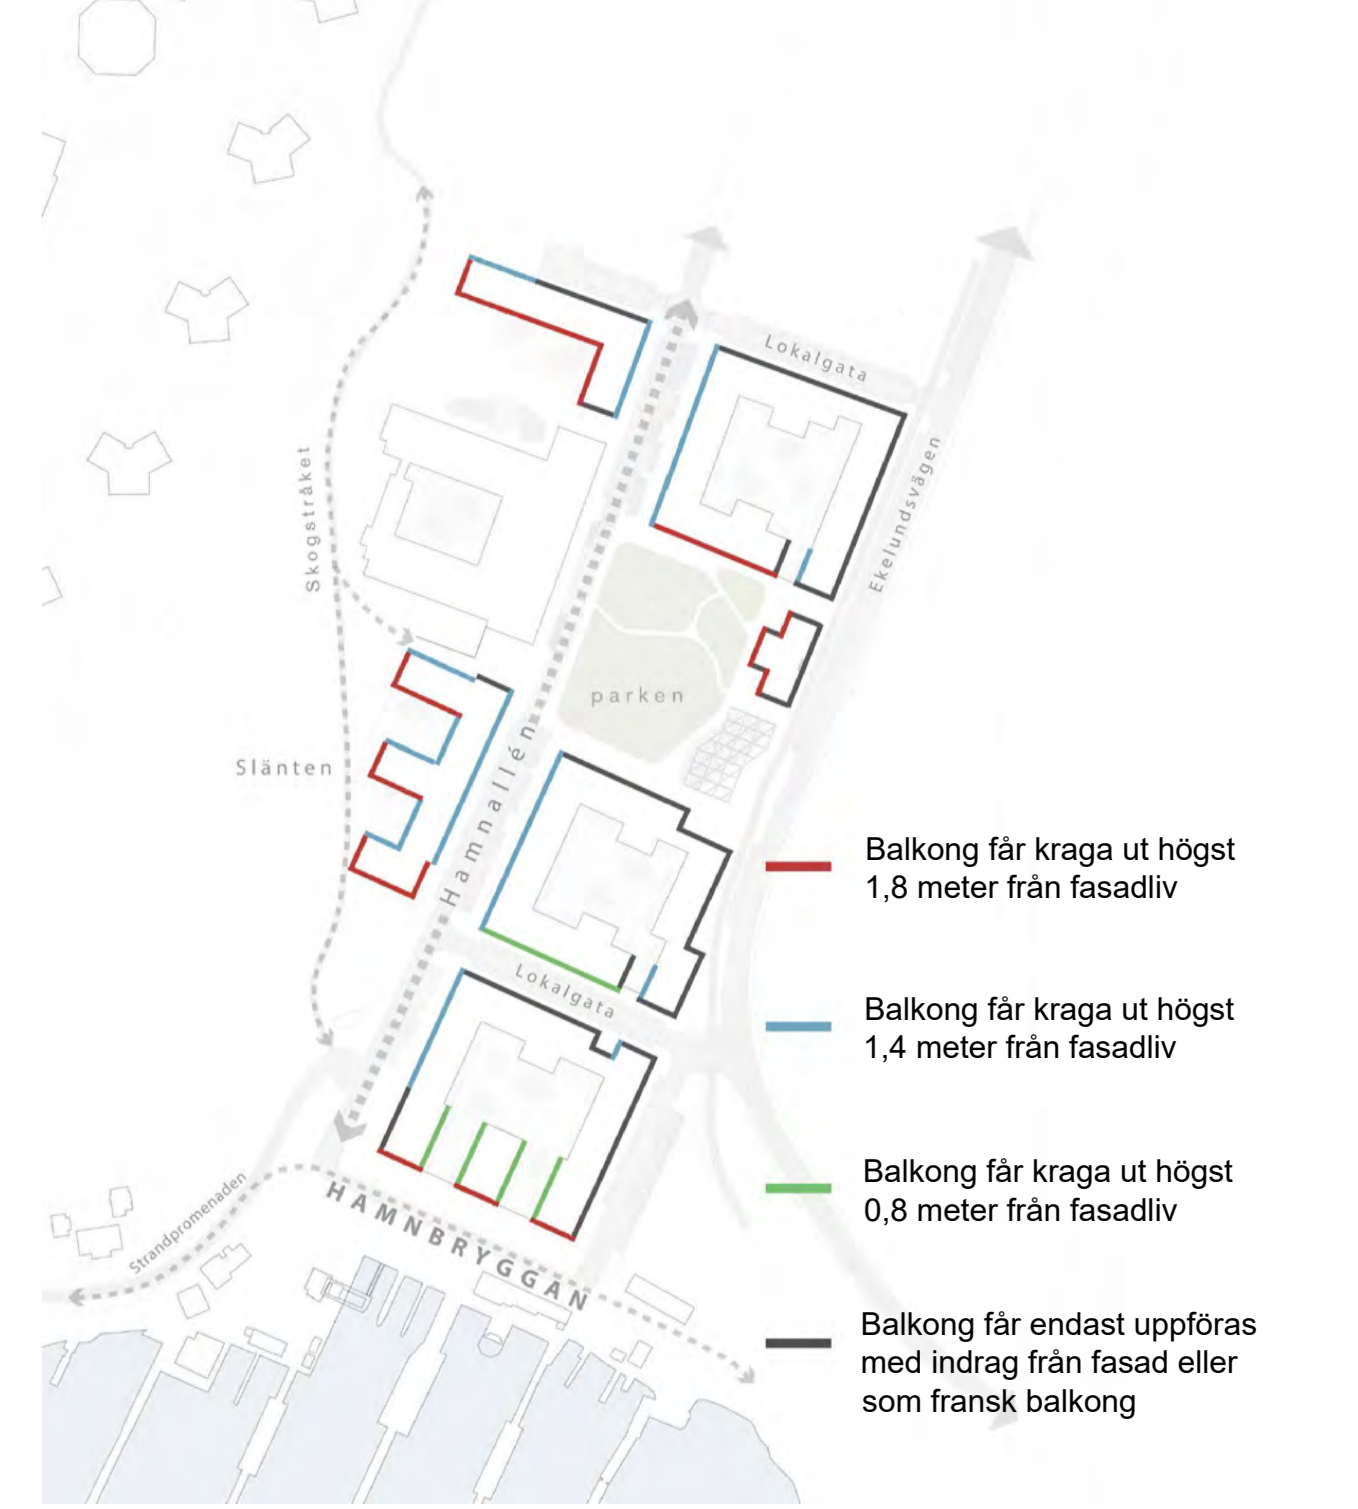 Lokalgata
Ekelundsvägen
Skogstråket
parken
Slänten
Hamnallén
Balkong får kraga ut högst
1,8 meter från fasadliv
Lokalgata
Balkong får kraga ut högst
1,4 meter från fasadliv
Balkong får kraga ut högst
0,8 meter från fasadliv
Strandpromenaden
HAMNBRYGGAN
Balkong får endast uppföras
med indrag från fasad eller
som fransk balkong